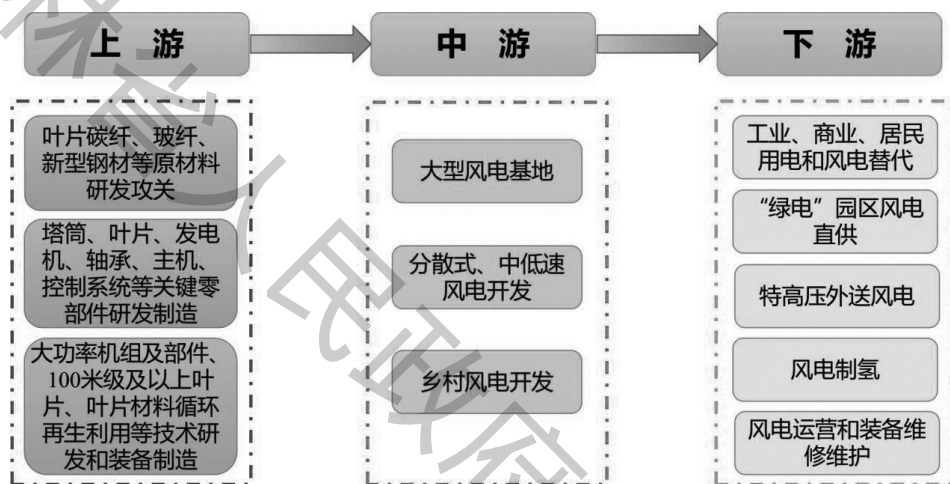 上 游
中 游
下 游
叶片碳纤、玻纤、
新型钢材等原材料
研发攻关
塔筒、叶片、发电
机、轴承、主机、
控制系统等关键零
部件研发制造
大功率机组及部件、
100米级及以上叶
片、叶片材料循环
再生利用等技术研
发和装备制造
大型风电基地
分散式、中低速
风电开发
乡村风电开发
工业、商业、居民
用电和风电替代
“绿电”园区风电
直供
特高压外送风电
风电制氢
风电运营和装备维
修维护
林省人民政府